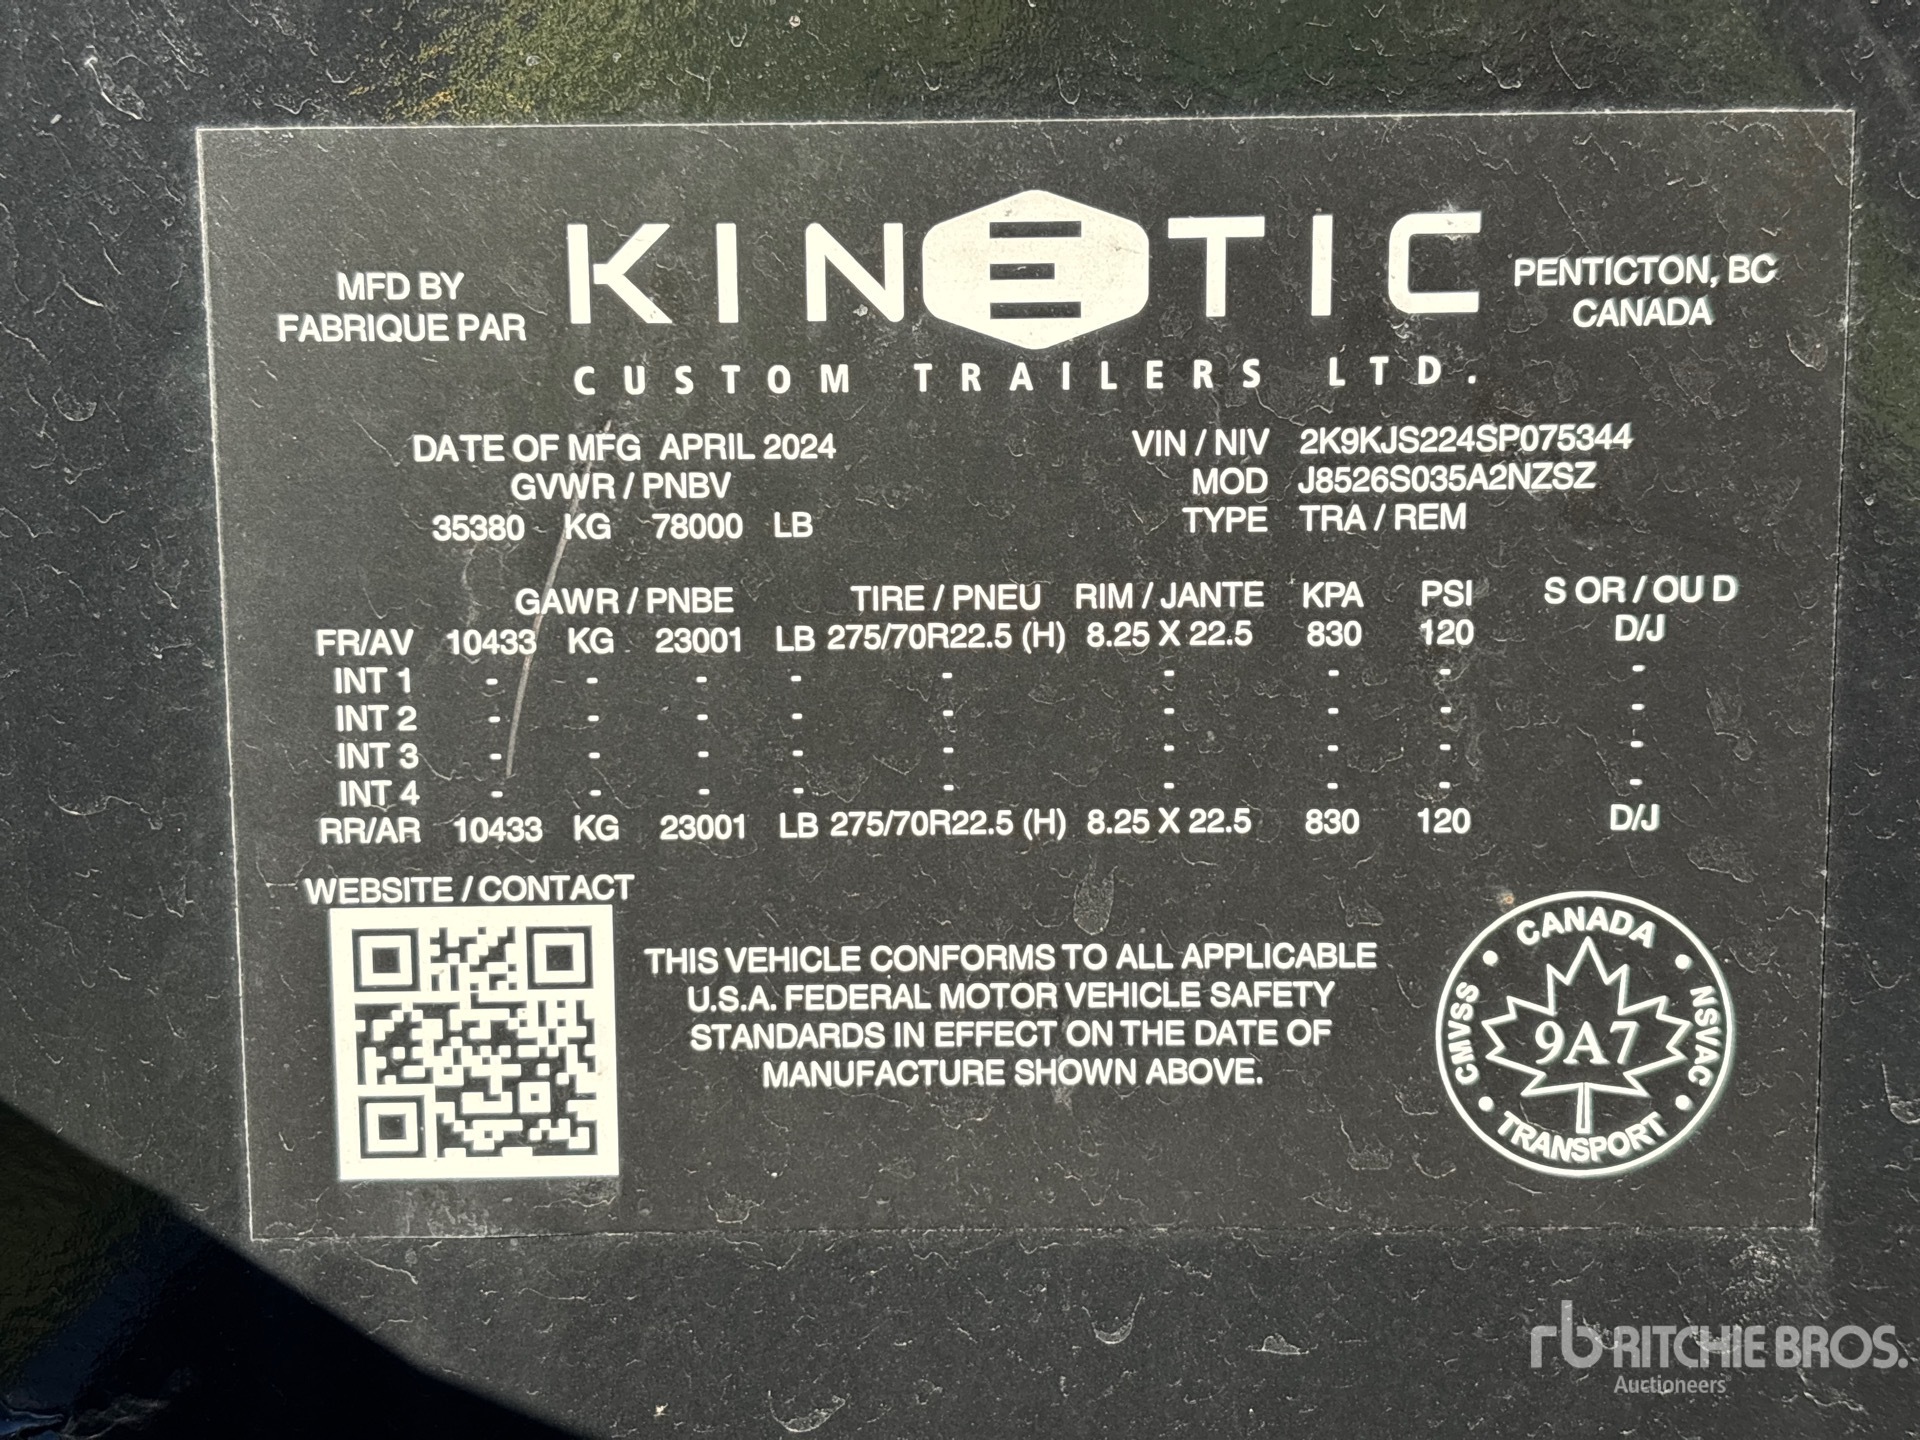 MFD BY
FABRIQUE PAR
KINETIC
CUSTOM TRAILERS LTD.
PENTICTON, BC
CANADA
DATE OF MFG APRIL 2024
GVWR / PNBV
35380 KG 78000 LB
VIN / NIV 2K9KJS224SP075344
MOD J8526S035A2NZSZ
TYPE TRA / REM
GAWR / PNBE TIRE / PNEU RIM / JANTE KPA PSI S OR / OU D
FR/AV 10433 KG 23001 LB 275/70R22.5 (H) 8.25 X 22.5 830 120 D/J
INT 1 - - - - - - - - -
INT 2 - - - - - - - - -
INT 3 - - - - - - - - -
INT 4 - - - - - - - - -
RR/AR 10433 KG 23001 LB 275/70R22.5 (H) 8.25 X 22.5 830 120 D/J
WEBSITE / CONTACT
THIS VEHICLE CONFORMS TO ALL APPLICABLE
U.S.A. FEDERAL MOTOR VEHICLE SAFETY
STANDARDS IN EFFECT ON THE DATE OF
MANUFACTURE SHOWN ABOVE.
CANADA
CMVSS
9A7
NSVAC
TRANSPORT
rb RITCHIE BROS.
Auctioneers